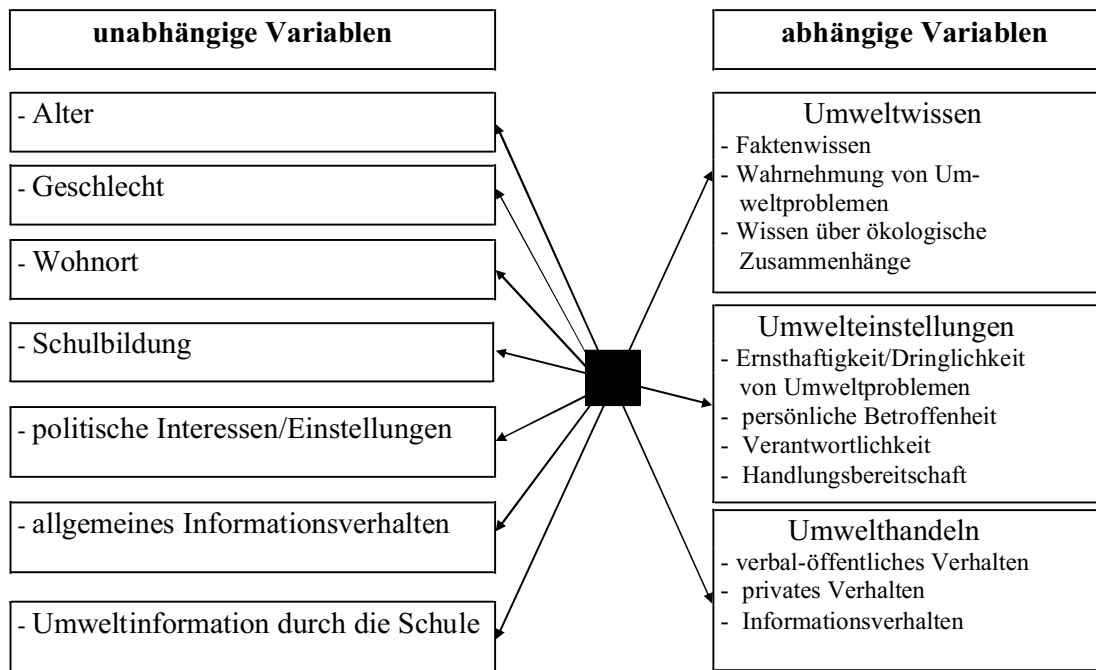 unabhängige Variablen
- Alter
- Geschlecht
- Wohnort
- Schulbildung
- politische Interessen/Einstellungen
- allgemeines Informationsverhalten
- Umweltinformation durch die Schule
abhängige Variablen
Umweltwissen
- Faktenwissen
- Wahrnehmung von Um-
weltproblemen
- Wissen über ökologische
Zusammenhänge
Umwelteinstellungen
- Ernsthaftigkeit/Dringlichkeit
von Umweltproblemen
- persönliche Betroffenheit
- Verantwortlichkeit
- Handlungsbereitschaft
Umwelthandeln
- verbal-öffentliches Verhalten
- privates Verhalten
- Informationsverhalten